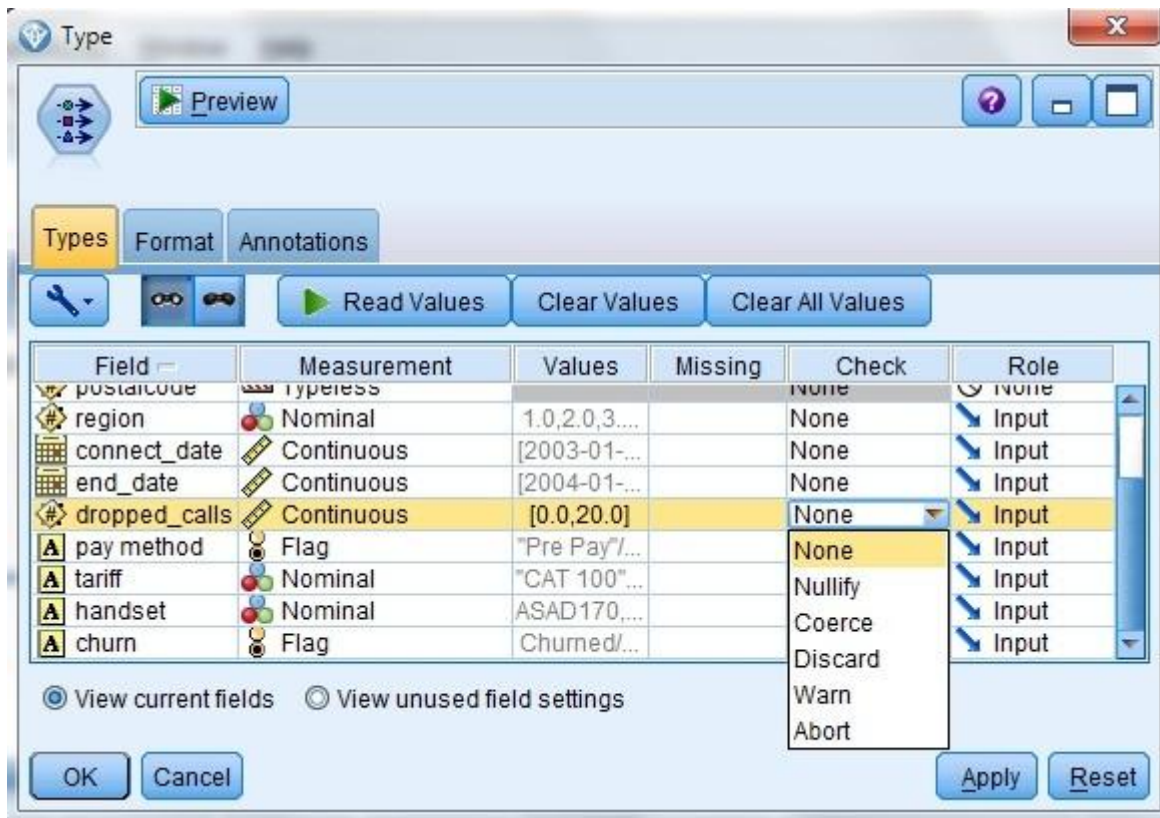 Type
Preview
Types Format Annotations
Read Values Clear Values Clear All Values
Field Measurement Values Missing Check Role
postalcode Typeless None None
region Nominal 1.0,2.0,3.... None Input
connect_date Continuous [2003-01-... None Input
end_date Continuous [2004-01-... None Input
dropped_calls Continuous [0.0,20.0] None Input
pay method Flag "Pre Pay"/... None Input
tariff Nominal "CAT 100"... Nullify Input
handset Nominal ASAD170,... Coerce Input
churn Flag Churned/... Discard Input
View current fields View unused field settings Warn
Abort
OK Cancel Apply Reset